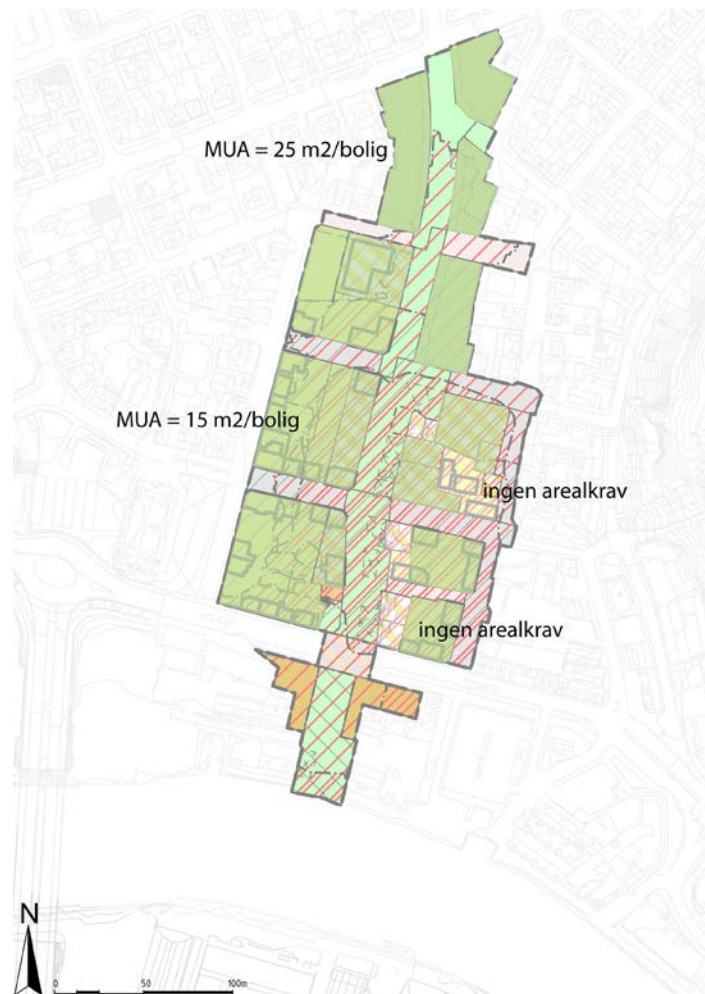 MUA = 25 m2/bolig
MUA = 15 m2/bolig
ingen arealkrav
ingen arealkrav
N
0 50 100m